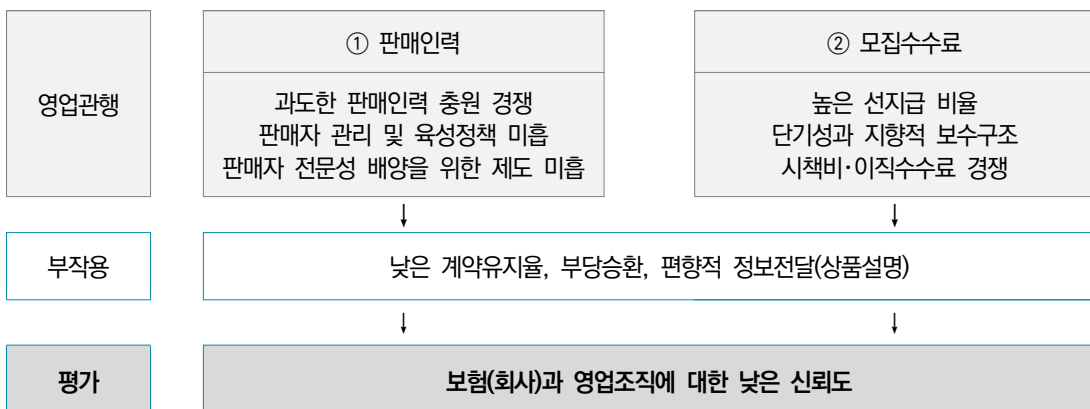 영업관행
① 판매인력
과도한 판매인력 충원 경쟁
판매자 관리 및 육성정책 미흡
판매자 전문성 배양을 위한 제도 미흡
② 모집수수료
높은 선지급 비율
단기성과 지향적 보수구조
시책비·이직수수료 경쟁
↓ ↓
부작용
낮은 계약유지율, 부당승환, 편향적 정보전달(상품설명)
↓ ↓
평가
보험(회사)과 영업조직에 대한 낮은 신뢰도